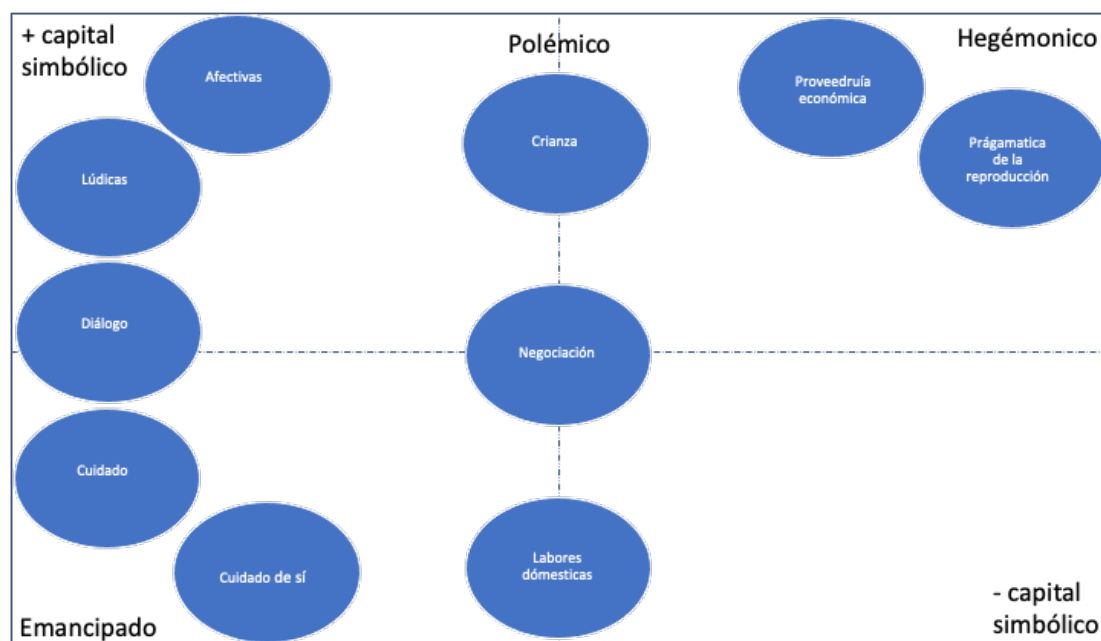 + capital
simbólico
Polémico
Hegémonico
Afectivas
Proveedruía
económica
Crianza
Prágamatica
de la
reproducción
Lúdicas
Diálogo
Negociación
Cuidado
Cuidado de sí
Labores
dómesticas
Emancipado
- capital
simbólico